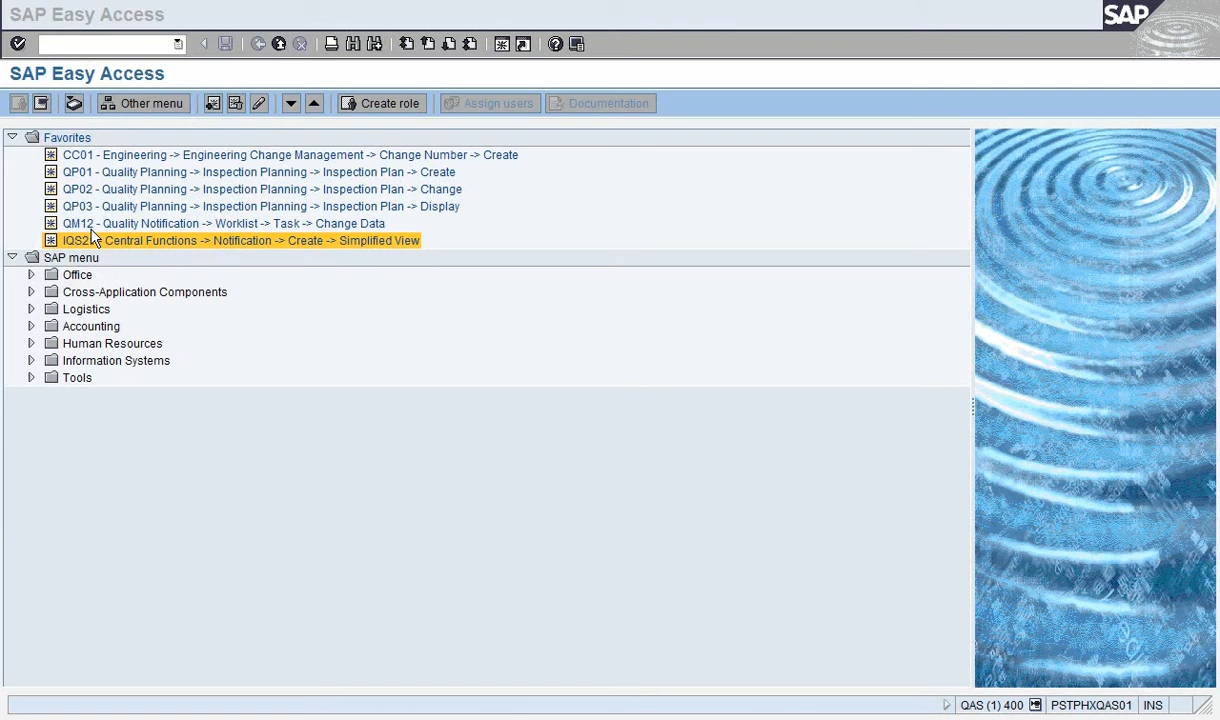 SAP Easy Access
SAP
SAP Easy Access
Other menu
Create role
Assign users
Documentation
Favorites
CC01 - Engineering -> Engineering Change Management -> Change Number -> Create
QP01 - Quality Planning -> Inspection Planning -> Inspection Plan -> Create
QP02 - Quality Planning -> Inspection Planning -> Inspection Plan -> Change
QP03 - Quality Planning -> Inspection Planning -> Inspection Plan -> Display
QM12 - Quality Notification -> Worklist -> Task -> Change Data
- Central Functions -> Notification -> Create -> Simplified View
SAP menu
Office
Cross-Application Components
Logistics
Accounting
Human Resources
Information Systems
Tools
QAS (1) 400
PSTPHXQAS01
INS